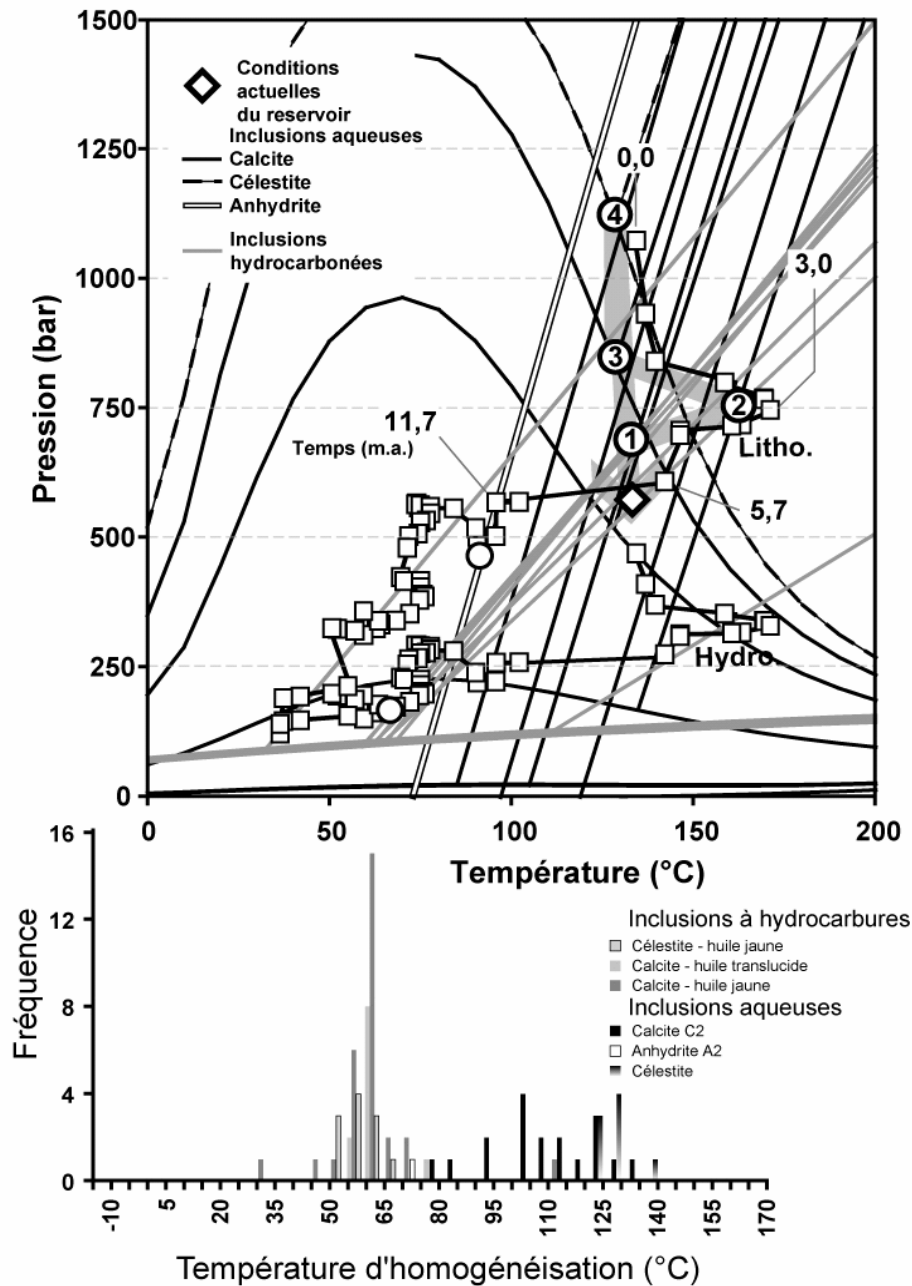 1500
1250
1000
750
500
250
0
Pression (bar)
Conditions
actuelles
du reservoir
Inclusions aqueuses
Calcite
Célestite
Anhydrite
Inclusions
hydrocarbonées
0,0
4
3,0
3
2
11,7
Temps (m.a.)
1
Litho.
5,7
Hydro.
0 50 100 150 200
Température (°C)
16
12
8
4
0
Fréquence
Inclusions à hydrocarbures
Célestite - huile jaune
Calcite - huile translucide
Calcite - huile jaune
Inclusions aqueuses
Calcite C2
Anhydrite A2
Célestite
-10 5 20 35 50 65 80 95 110 125 140 155 170
Température d'homogénéisation (°C)